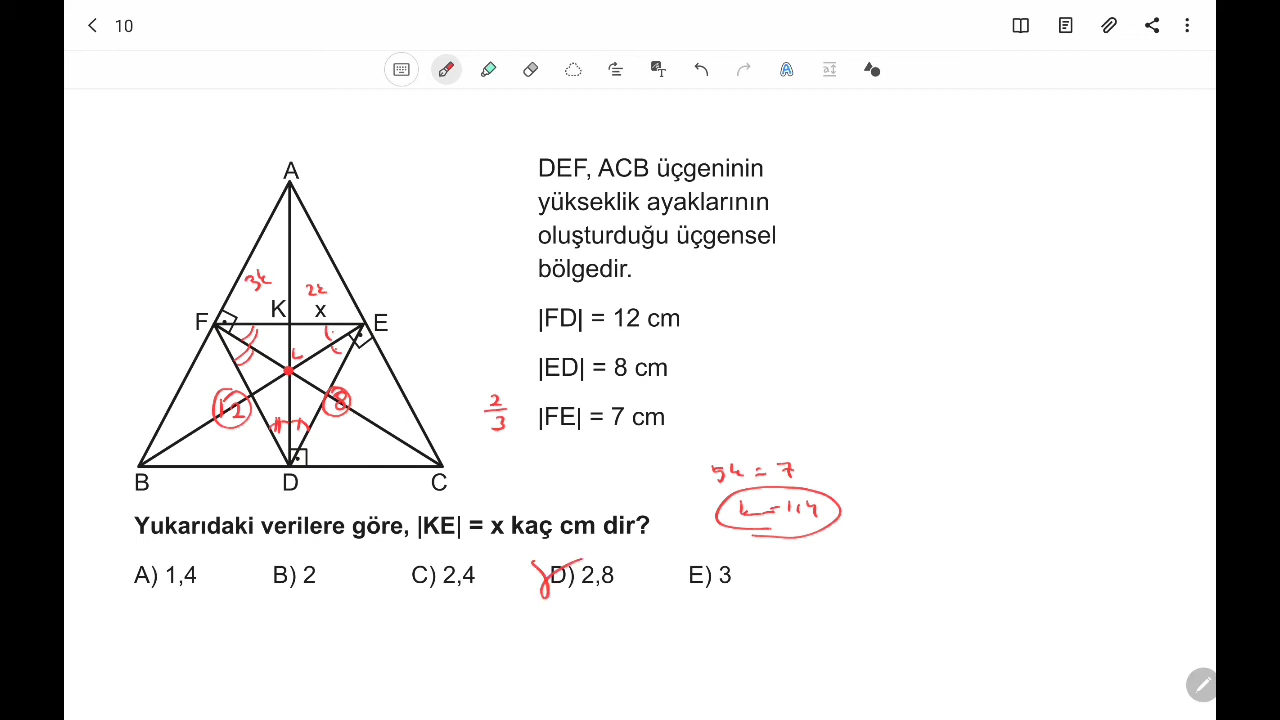 10
A
DEF, ACB üçgeninin
yükseklik ayaklarının
oluşturduğu üçgensel
bölgedir.
3k
2k
F
K
x
E
|FD| = 12 cm
|ED| = 8 cm
12
8
2
3
|FE| = 7 cm
B
D
C
5k = 7
k = 1,4
Yukarıdaki verilere göre, |KE| = x kaç cm dir?
A) 1,4 B) 2 C) 2,4 D) 2,8 E) 3